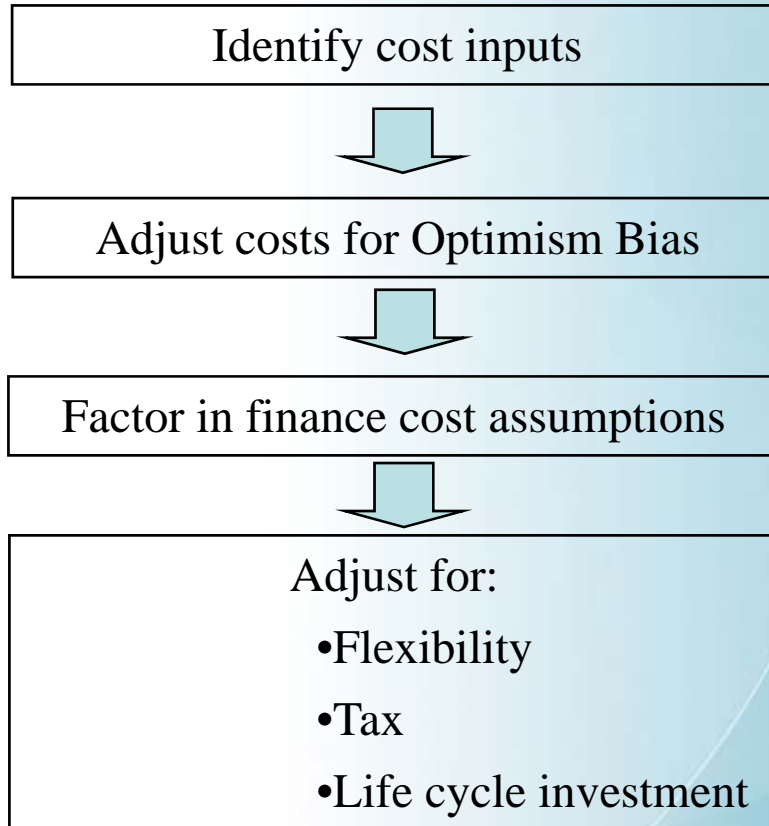 Identify cost inputs
Adjust costs for Optimism Bias
Factor in finance cost assumptions
Adjust for:
•Flexibility
•Tax
•Life cycle investment